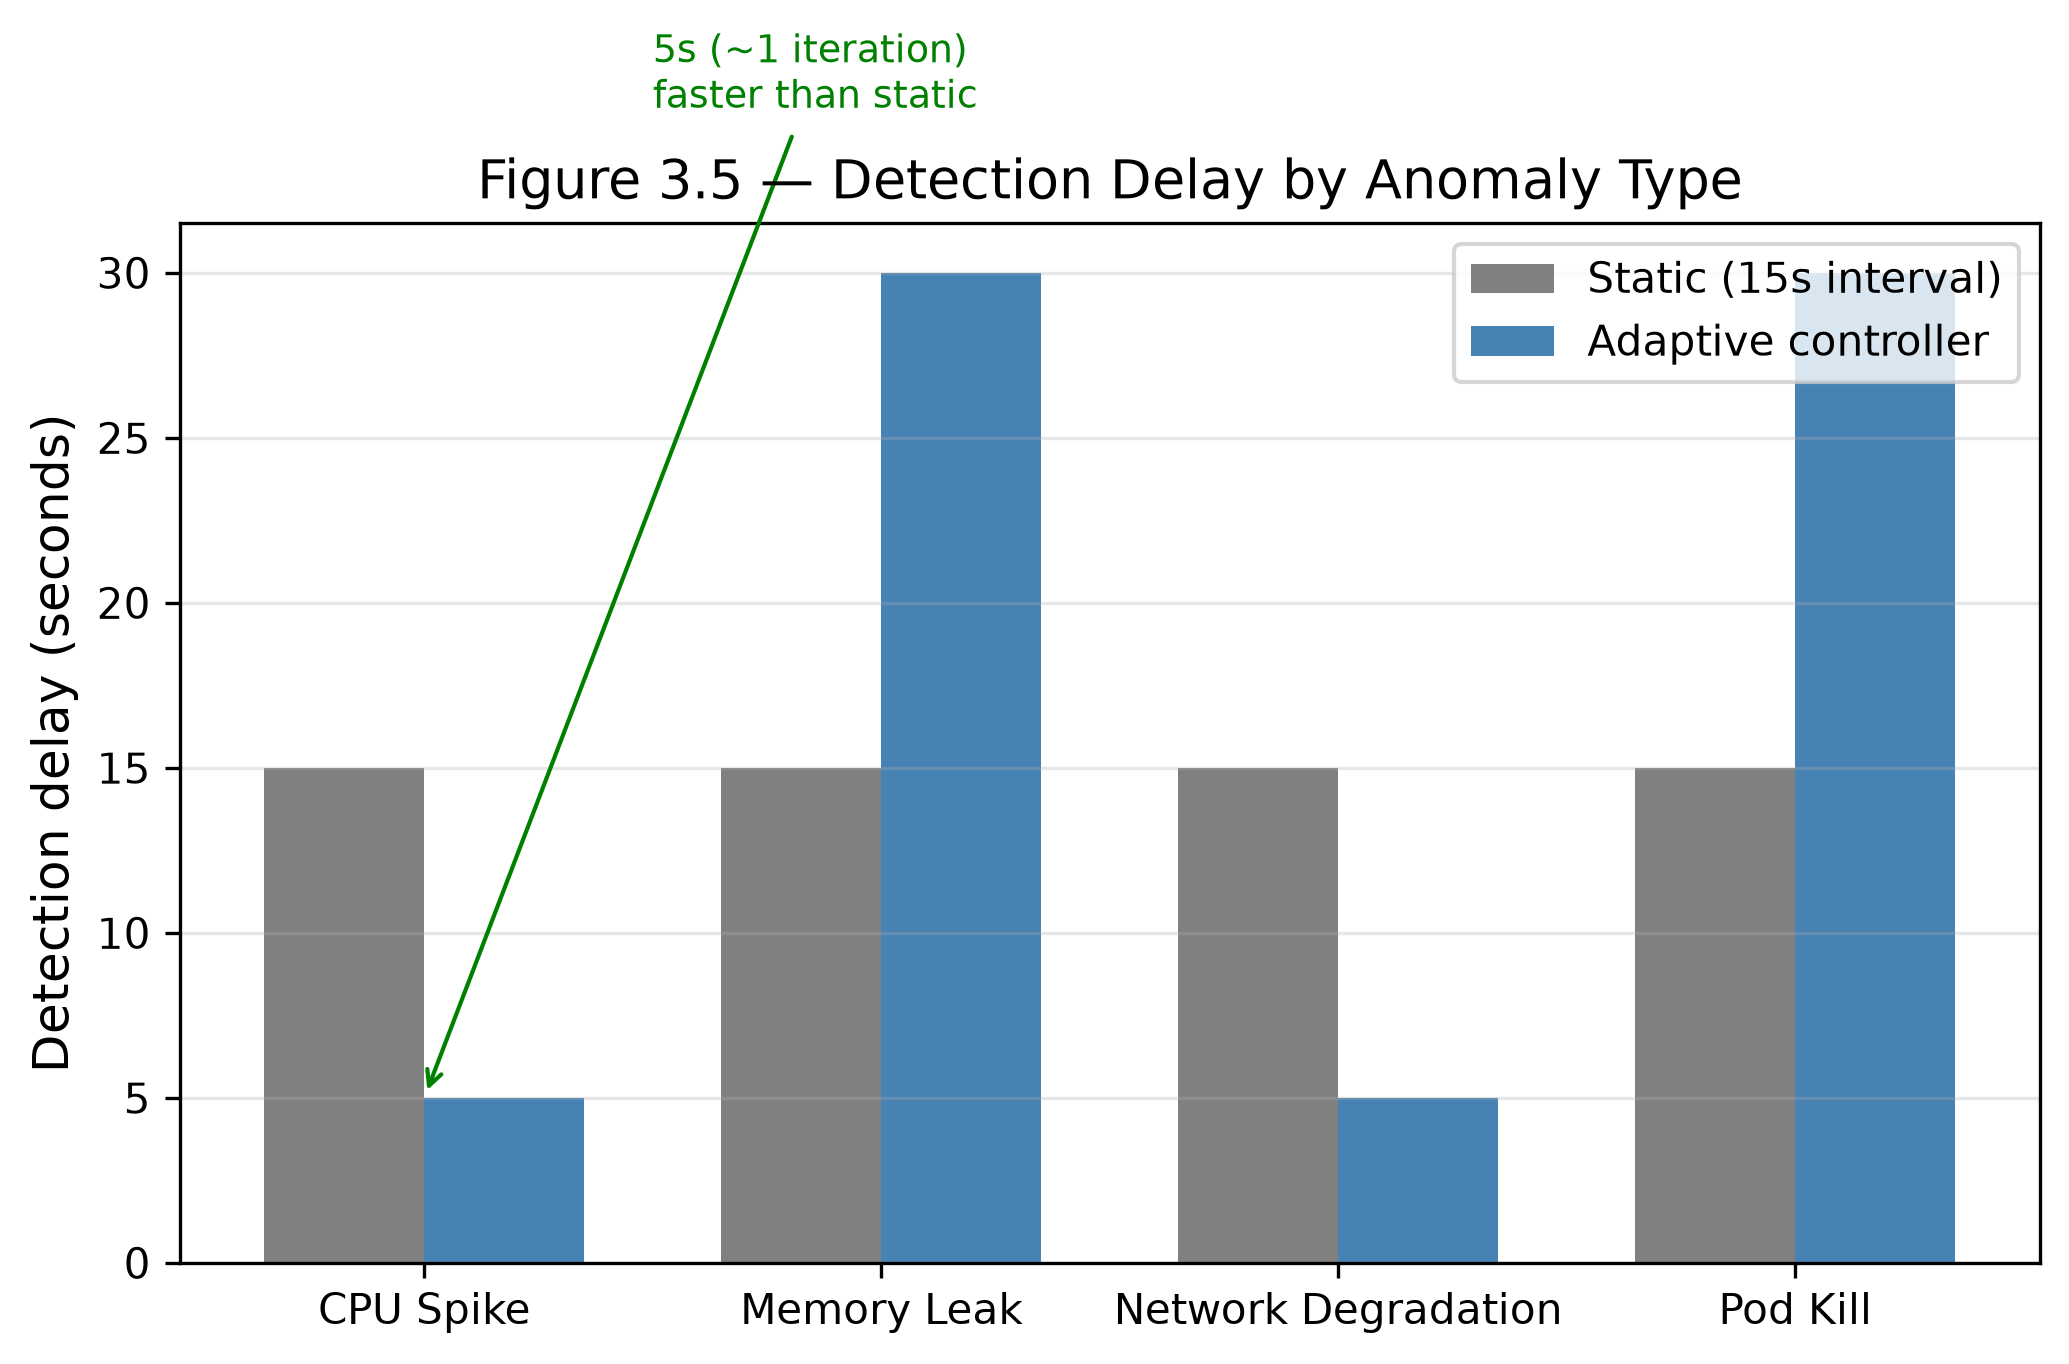 5s (~1 iteration)
faster than static
Figure 3.5 — Detection Delay by Anomaly Type
Static (15s interval)
Adaptive controller
Detection delay (seconds)
30
25
20
15
10
5
0
CPU Spike
Memory Leak
Network Degradation
Pod Kill